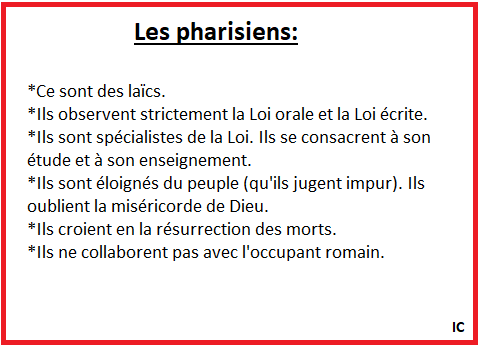 Les pharisiens:
*Ce sont des laïcs.
*Ils observent strictement la Loi orale et la Loi écrite.
*Ils sont spécialistes de la Loi. Ils se consacrent à son
étude et à son enseignement.
*Ils sont éloignés du peuple (qu'ils jugent impur). Ils
oublient la miséricorde de Dieu.
*Ils croient en la résurrection des morts.
*Ils ne collaborent pas avec l'occupant romain.
IC